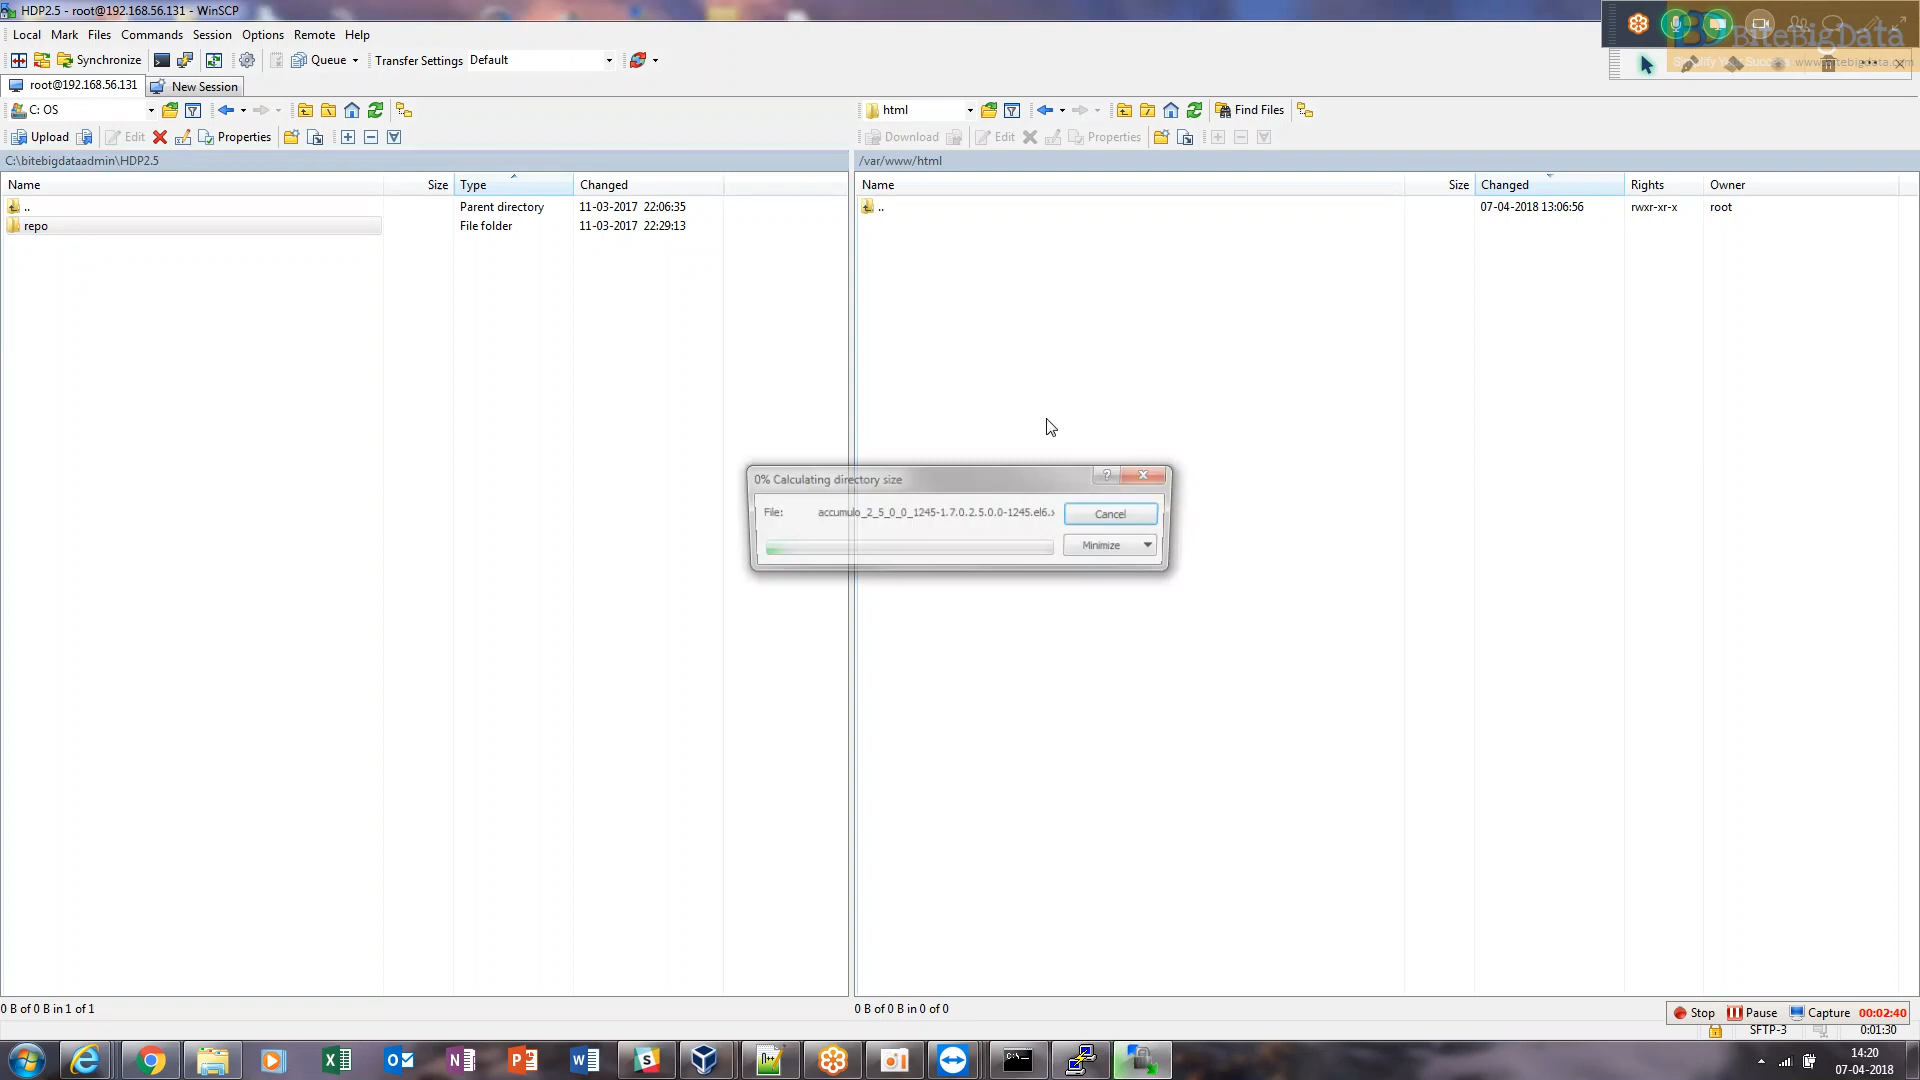 HDP2.5 - root@192.168.56.131 - WinSCP
Local Mark Files Commands Session Options Remote Help
Synchronize Queue Transfer Settings Default
root@192.168.56.131 New Session
C: OS
html Find Files
Upload Edit Properties
Download Edit Properties
C:\bitebigdataadmin\HDP2.5
/var/www/html
Name Size Type Changed
Name Size Changed Rights Owner
.. Parent directory 11-03-2017 22:06:35
.. 07-04-2018 13:06:56 rwxr-xr-x root
repo File folder 11-03-2017 22:29:13
0% Calculating directory size
File: accumulo_2_5_0_0_1245-1.7.0.2.5.0.0-1245.el6.x
Cancel
Minimize
0 B of 0 B in 1 of 1
0 B of 0 B in 0 of 0
Stop Pause Capture 00:02:40
SFTP-3 0:01:30
14:20
07-04-2018
BiteBigData
Simplify Your Success